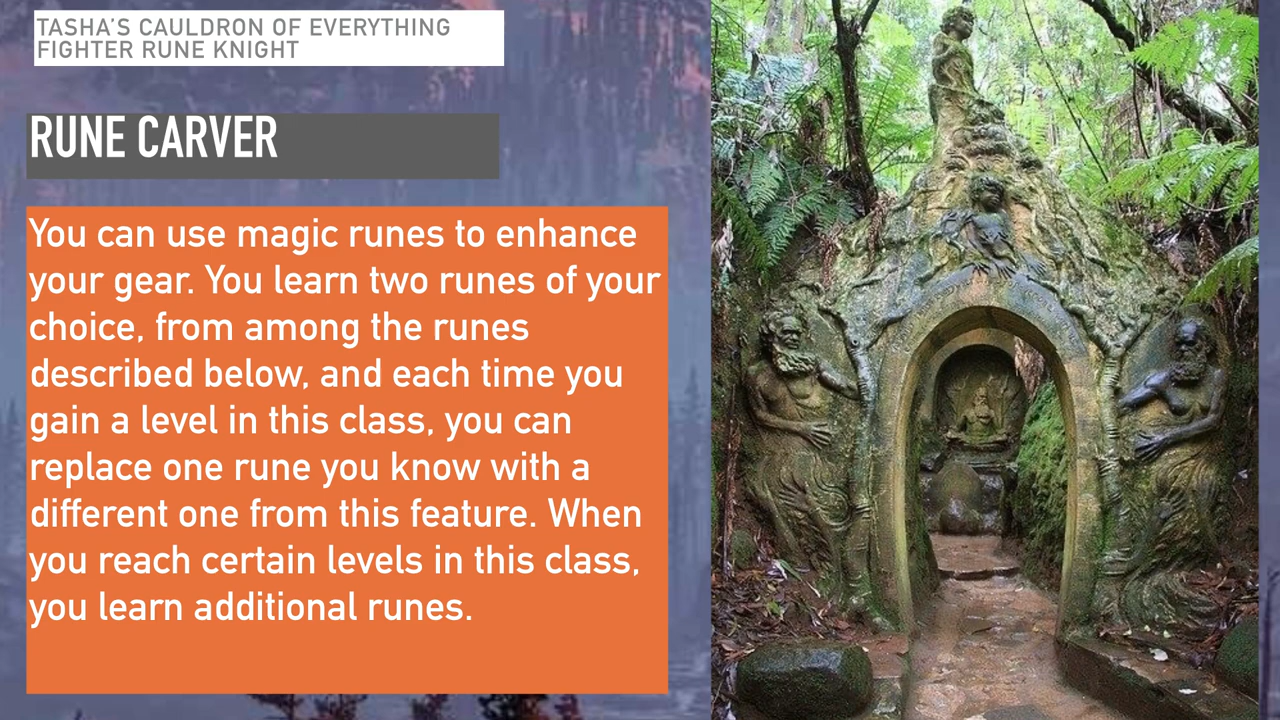 TASHA'S CAULDRON OF EVERYTHING
FIGHTER RUNE KNIGHT
RUNE CARVER
You can use magic runes to enhance
your gear. You learn two runes of your
choice, from among the runes
described below, and each time you
gain a level in this class, you can
replace one rune you know with a
different one from this feature. When
you reach certain levels in this class,
you learn additional runes.